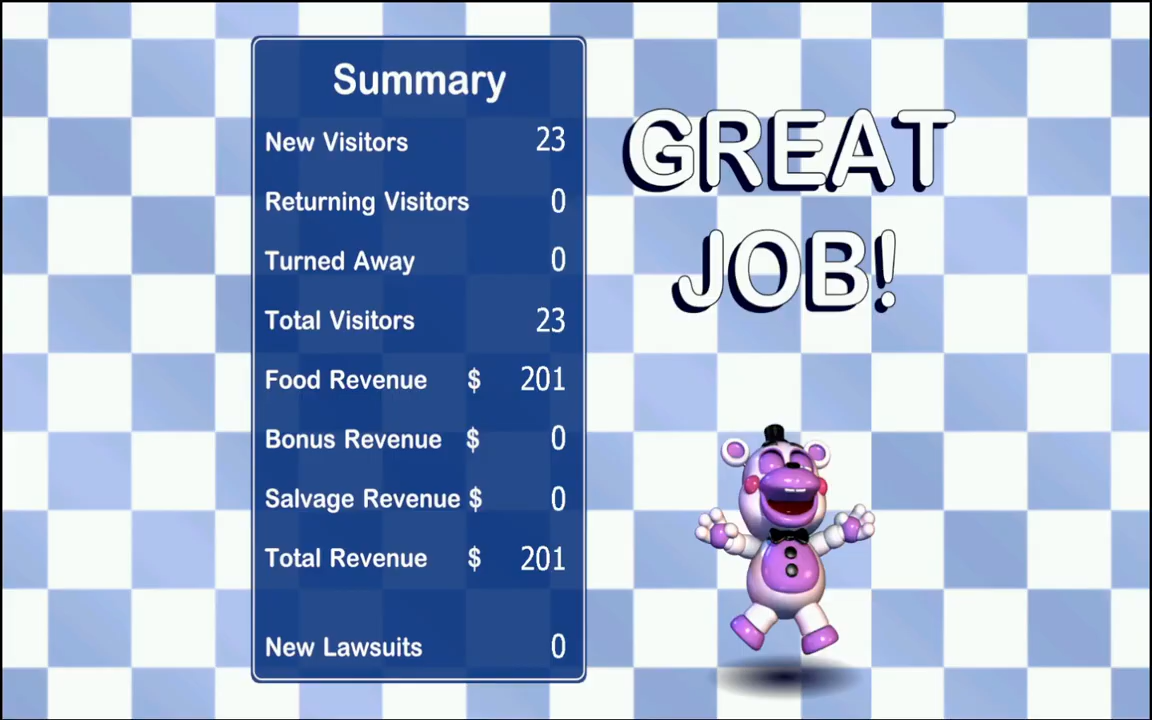 Summary
New Visitors 23
Returning Visitors 0
Turned Away 0
Total Visitors 23
Food Revenue $ 201
Bonus Revenue $ 0
Salvage Revenue $ 0
Total Revenue $ 201
New Lawsuits 0
GREAT
JOB!